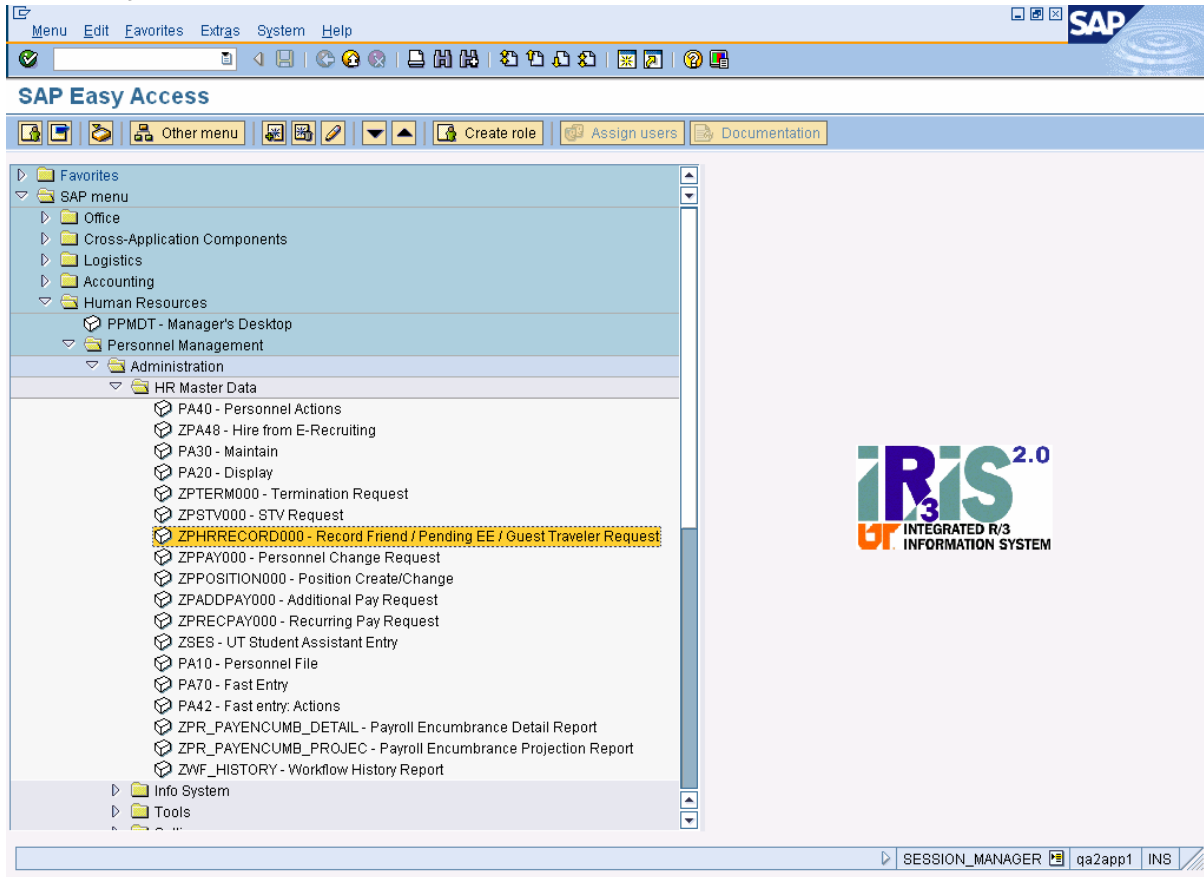 Menu Edit Favorites Extras System Help
SAP
SAP Easy Access
Other menu Create role Assign users Documentation
Favorites
SAP menu
Office
Cross-Application Components
Logistics
Accounting
Human Resources
PPMDT - Manager's Desktop
Personnel Management
Administration
HR Master Data
PA40 - Personnel Actions
ZPA48 - Hire from E-Recruiting
PA30 - Maintain
PA20 - Display
ZPTERM000 - Termination Request
ZPSTV000 - STV Request
ZPHRRECORD000 - Record Friend / Pending EE / Guest Traveler Request
ZPPAY000 - Personnel Change Request
ZPPOSITION000 - Position Create/Change
ZPADDPAY000 - Additional Pay Request
ZPRECPAY000 - Recurring Pay Request
ZSES - UT Student Assistant Entry
PA10 - Personnel File
PA70 - Fast Entry
PA42 - Fast entry: Actions
ZPR_PAYENCUMB_DETAIL - Payroll Encumbrance Detail Report
ZPR_PAYENCUMB_PROJEC - Payroll Encumbrance Projection Report
ZWF_HISTORY - Workflow History Report
Info System
Tools
iRiS 2.0
3
UT INTEGRATED R/3
INFORMATION SYSTEM
SESSION_MANAGER qa2app1 INS